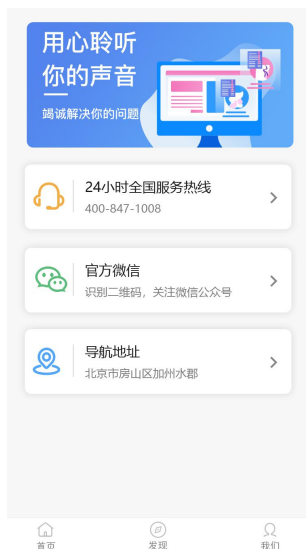 用心聆听
你的声音
竭诚解决你的问题
24小时全国服务热线
400-847-1008
官方微信
识别二维码，关注微信公众号
导航地址
北京市房山区加州水郡
首页
发现
我们